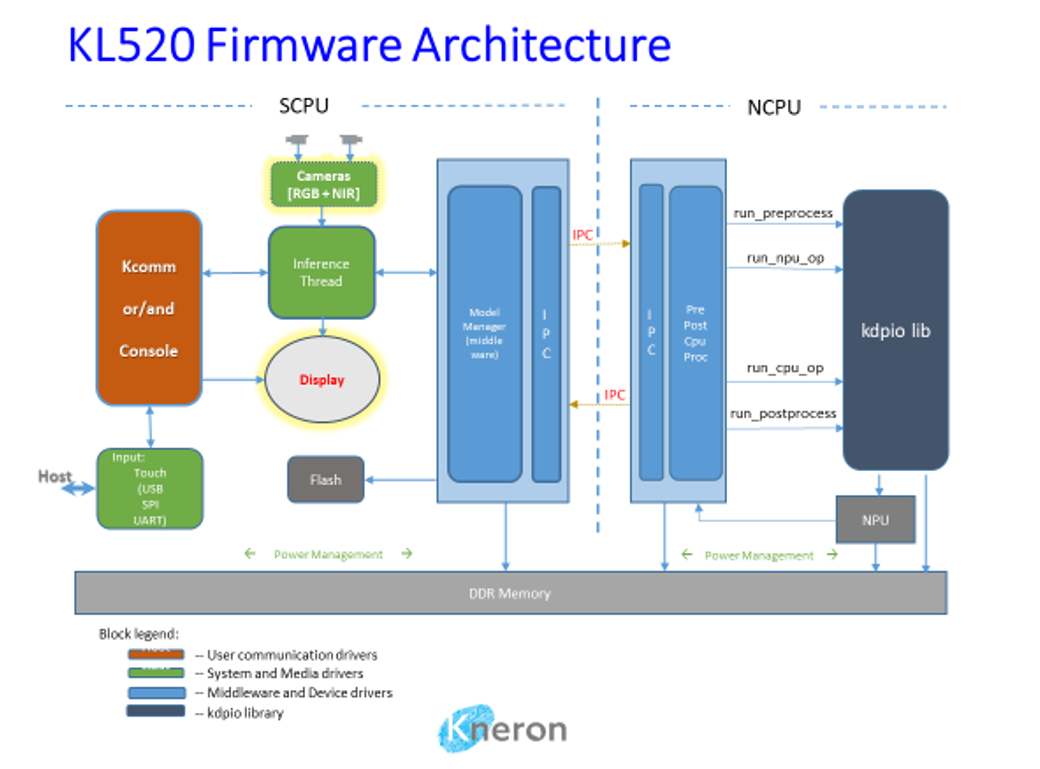 KL520 Firmware Architecture
SCPU
NCPU
Cameras
[RGB + NIR]
Kcomm
or/and
Console
Inference
Thread
Display
Model
Manager
(middle
ware)
I
P
C
IPC
IPC
I
P
C
Pre
Post
Cpu
Proc
run_preprocess
run_npu_op
run_cpu_op
run_postprocess
kdpio lib
Host
Input:
Touch
(USB
SPI
UART)
Flash
NPU
Power Management
Power Management
DDR Memory
Block legend:
-- User communication drivers
-- System and Media drivers
-- Middleware and Device drivers
-- kdpio library
Kneron